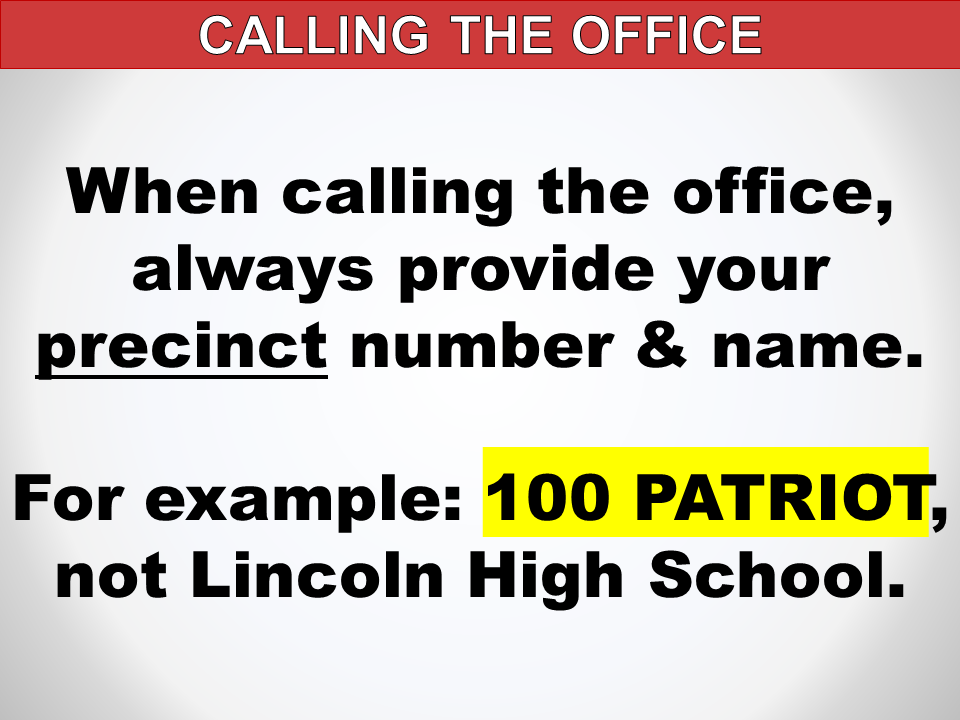 CALLING THE OFFICE
When calling the office,
always provide your
precinct number & name.
For example: 100 PATRIOT,
not Lincoln High School.